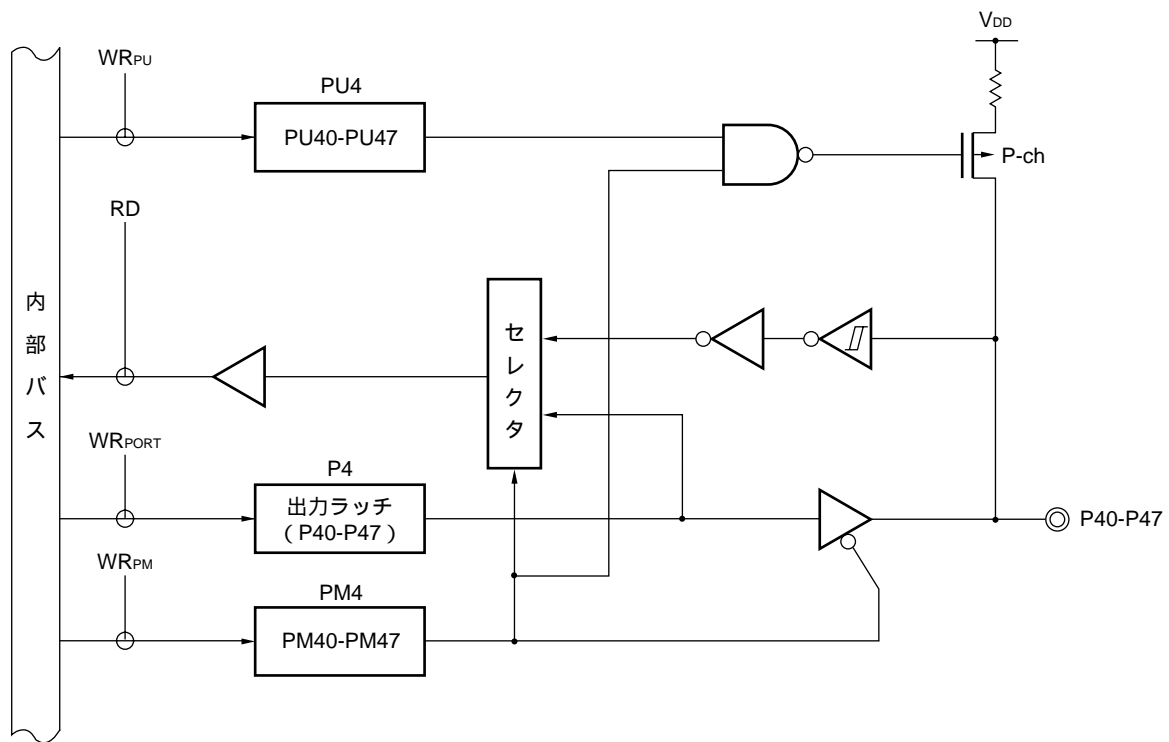 VDD
WRPU
PU4
PU40-PU47
P-ch
RD
内部バス
セレクタ
WRPORT
P4
出力ラッチ
（P40-P47）
P40-P47
WRPM
PM4
PM40-PM47